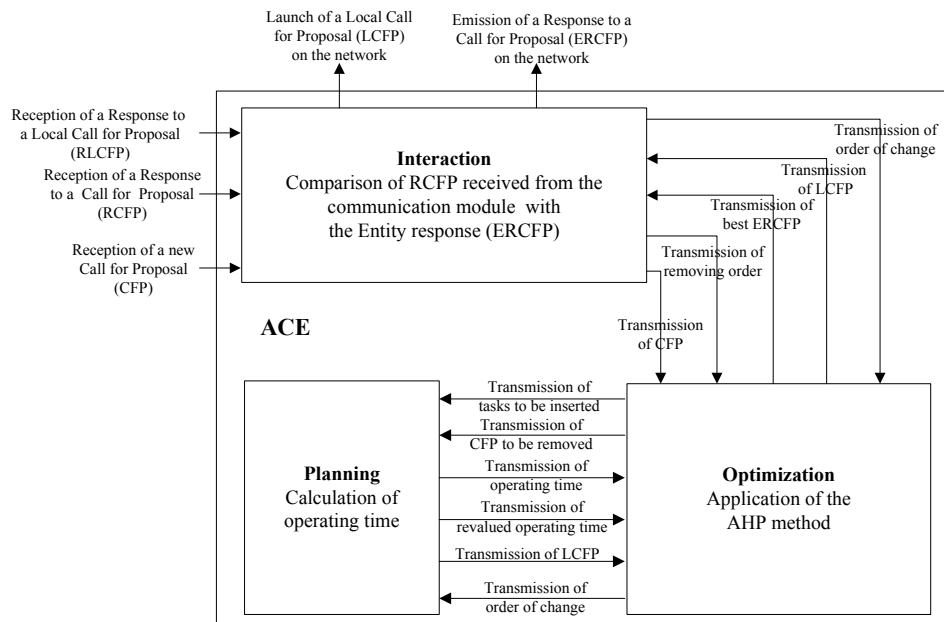 Launch of a Local Call
for Proposal (LCFP)
on the network
Emission of a Response to a
Call for Proposal (ERCFP)
on the network
Reception of a Response to
a Local Call for Proposal
(RLCFP)
Reception of a Response
to a Call for Proposal
(RCFP)
Reception of a new
Call for Proposal
(CFP)
Interaction
Comparison of RCFP received from the
communication module with
the Entity response (ERCFP)
Transmission of
order of change
Transmission
of LCFP
Transmission of
best ERCFP
Transmission of
removing order
Transmission
of CFP
ACE
Planning
Calculation of
operating time
Transmission of
tasks to be inserted
Transmission of
CFP to be removed
Transmission of
operating time
Transmission of
revalued operating time
Transmission of LCFP
Transmission of
order of change
Optimization
Application of the
AHP method